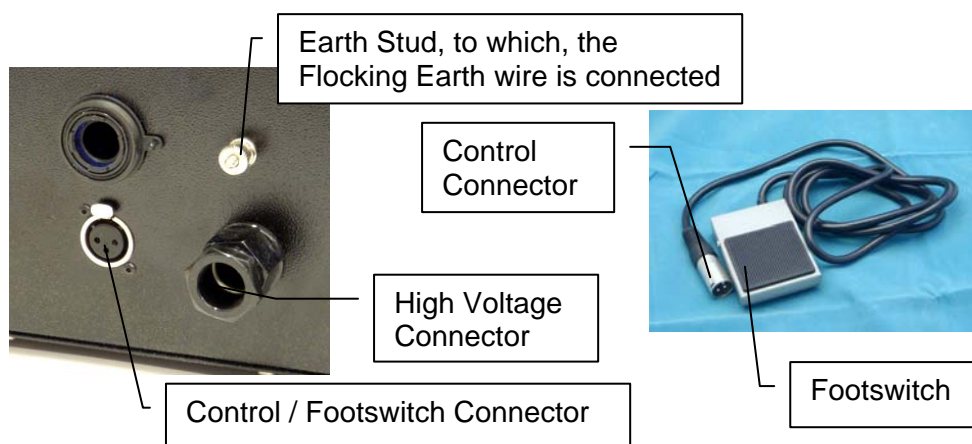 Earth Stud, to which, the
Flocking Earth wire is connected
Control
Connector
High Voltage
Connector
Footswitch
Control / Footswitch Connector